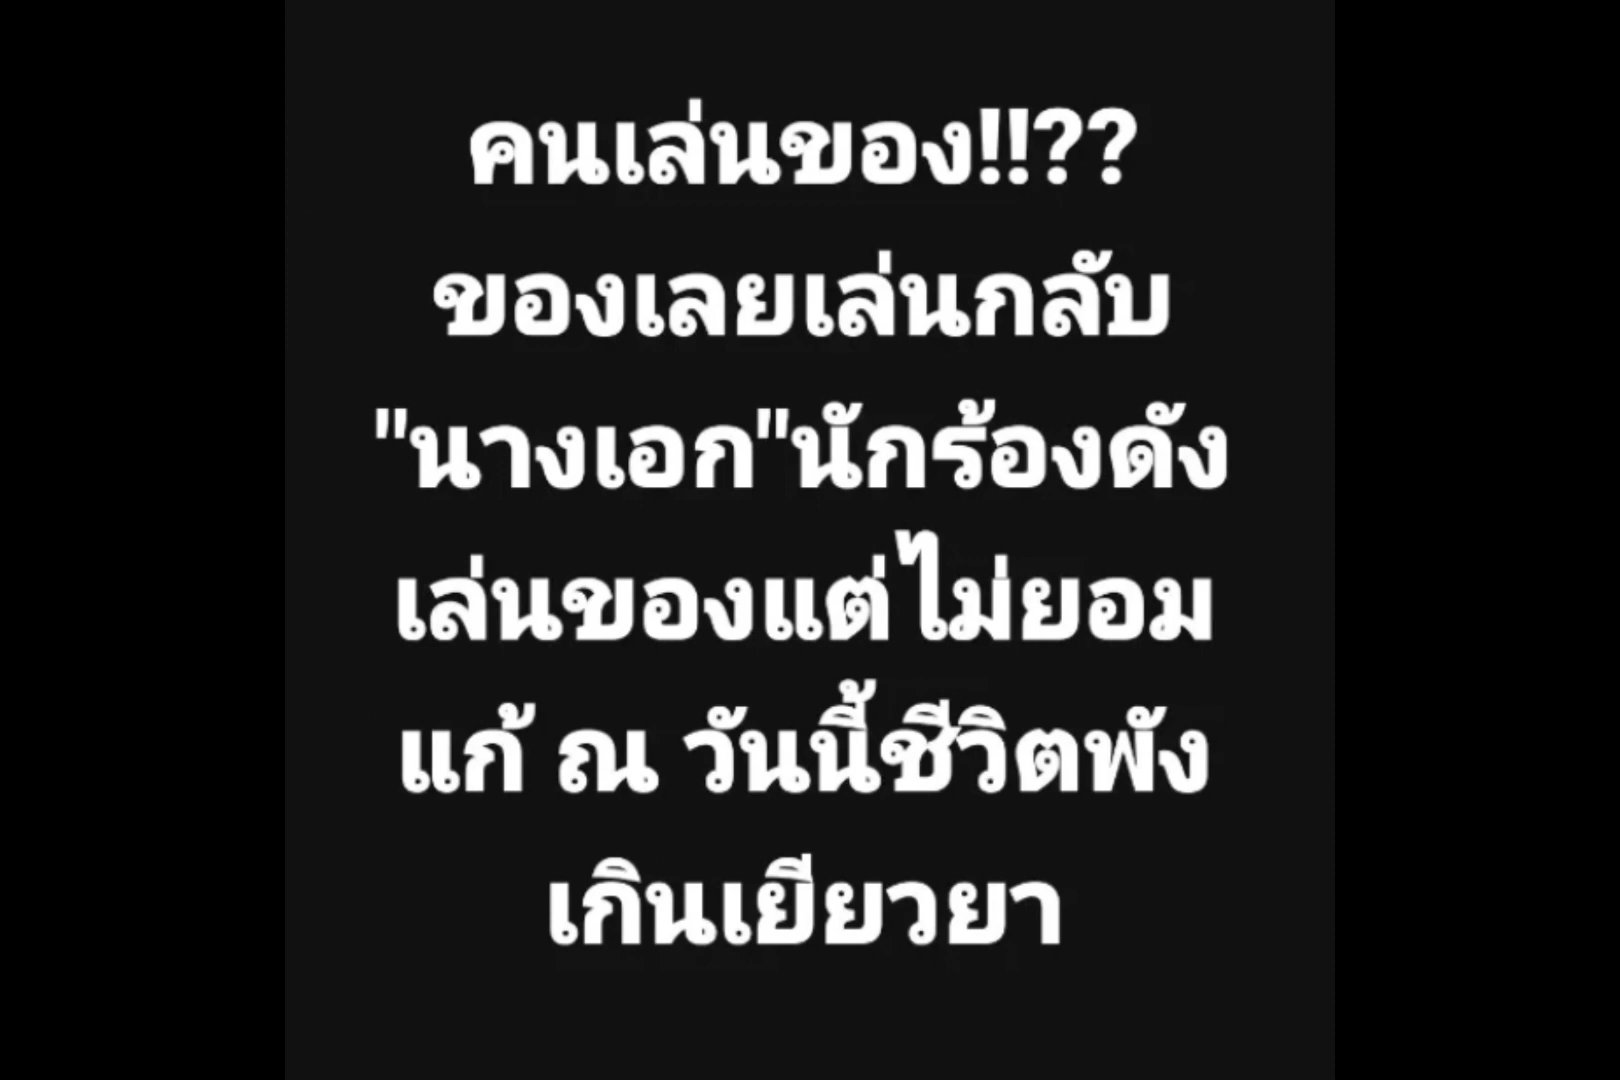 คนเล่นของ!!??
ของเลยเล่นกลับ
"นางเอก"นักร้องดัง
เล่นของแต่ไม่ยอม
แก้ ณ วันนี้ชีวิตพัง
เกินเยียวยา